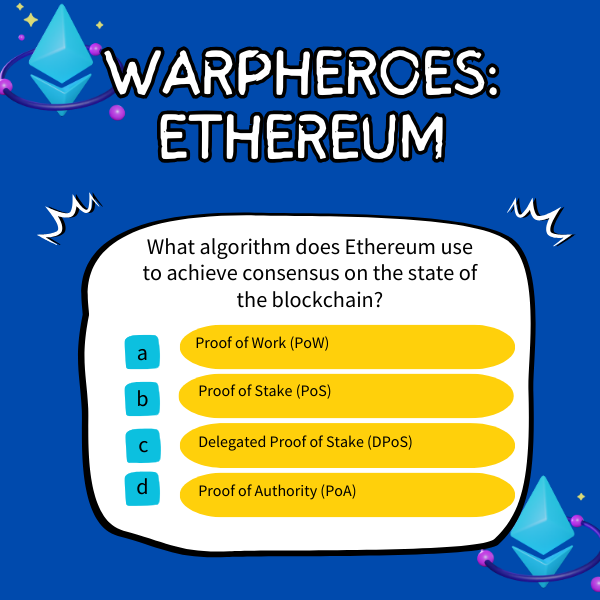 WARPHEROES:
ETHEREUM
What algorithm does Ethereum use
to achieve consensus on the state of
the blockchain?
a Proof of Work (PoW)
b Proof of Stake (PoS)
c Delegated Proof of Stake (DPoS)
d Proof of Authority (PoA)